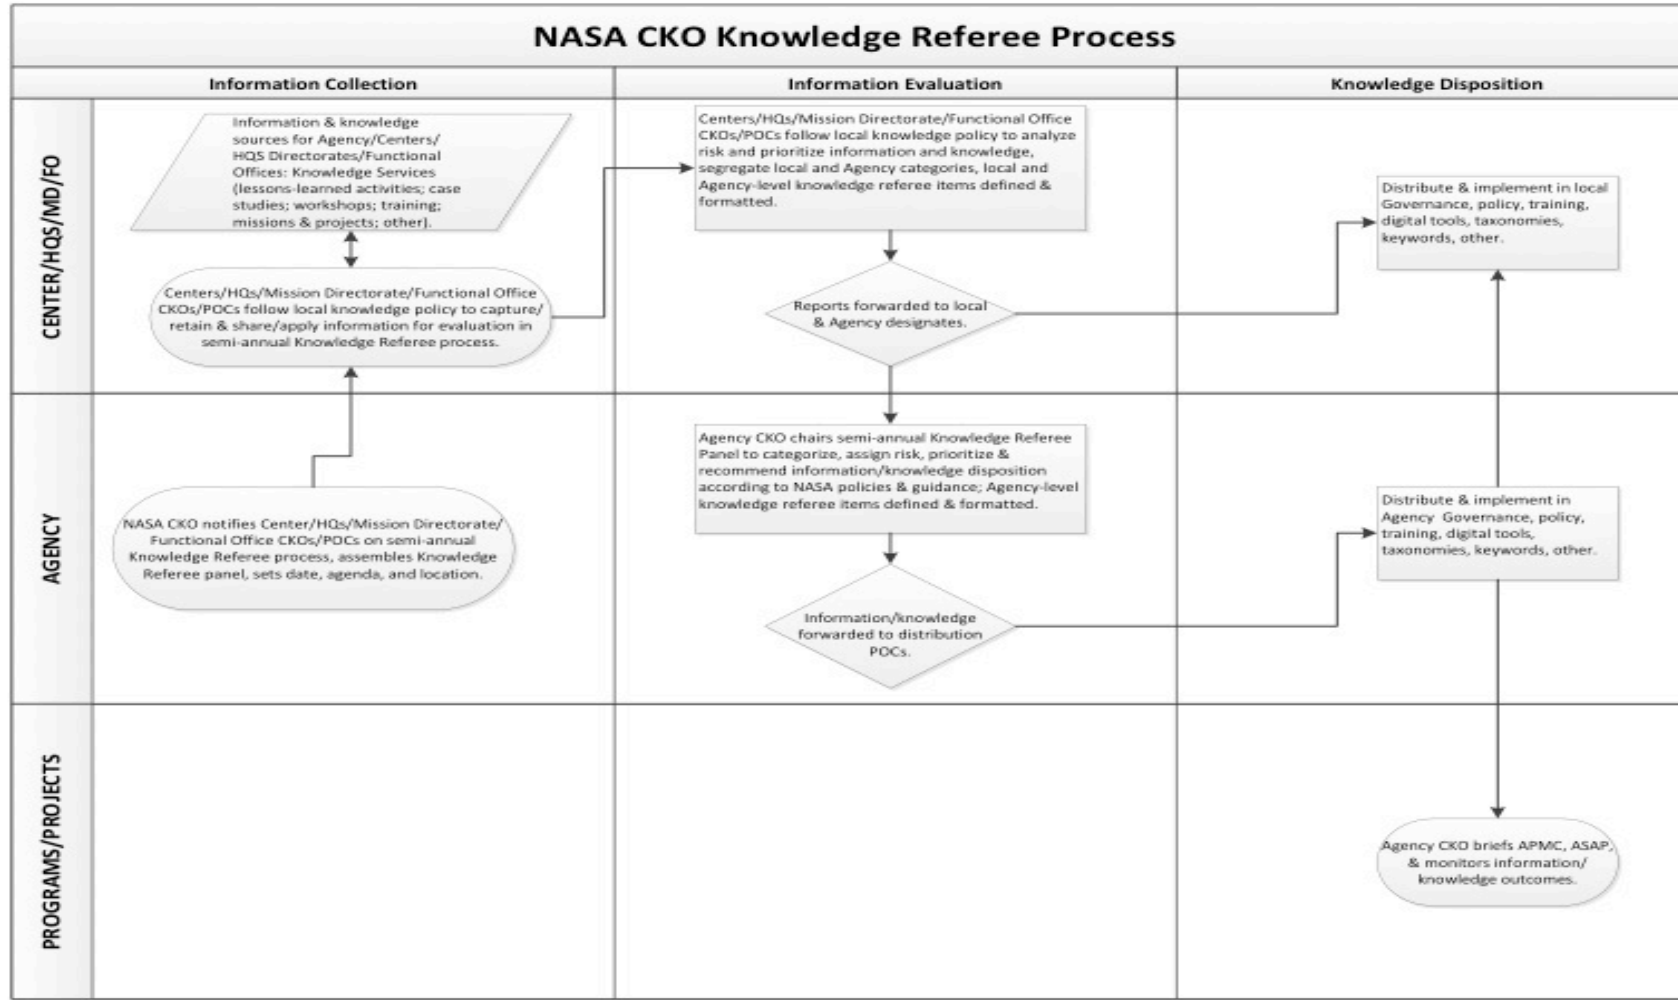 NASA CKO Knowledge Referee Process
Information Collection
Information Evaluation
Knowledge Disposition
CENTER/HQS/MD/FO
Information & knowledge
sources for Agency/Centers/
HQS Directorates/Functional
Offices: Knowledge Services
(lessons-learned activities; case
studies; workshops; training;
missions & projects; other).
Centers/HQs/Mission Directorate/Functional Office
CKOs/POCs follow local knowledge policy to capture/
retain & share/apply information for evaluation in
semi-annual Knowledge Referee process.
Centers/HQs/Mission Directorate/Functional Office
CKOs/POCs follow local knowledge policy to analyze
risk and prioritize information and knowledge,
segregate local and Agency categories, local and
Agency-level knowledge referee items defined &
formatted.
Reports forwarded to local
& Agency designates.
Distribute & implement in local
Governance, policy, training,
digital tools, taxonomies,
keywords, other.
AGENCY
NASA CKO notifies Center/HQs/Mission Directorate/
Functional Office CKOs/POCs on semi-annual
Knowledge Referee process, assembles Knowledge
Referee panel, sets date, agenda, and location.
Agency CKO chairs semi-annual Knowledge Referee
Panel to categorize, assign risk, prioritize &
recommend information/knowledge disposition
according to NASA policies & guidance; Agency-level
knowledge referee items defined & formatted.
Information/knowledge
forwarded to distribution
POCs.
Distribute & implement in
Agency Governance, policy,
training, digital tools,
taxonomies, keywords, other.
PROGRAMS/PROJECTS
Agency CKO briefs APMC, ASAP,
& monitors information/
knowledge outcomes.